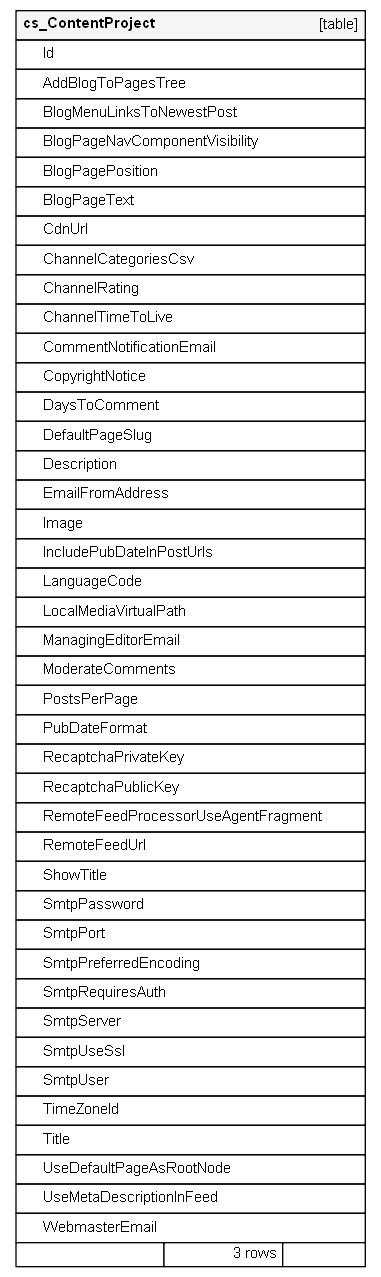 cs_ContentProject [table]
Id
AddBlogToPagesTree
BlogMenuLinksToNewestPost
BlogPageNavComponentVisibility
BlogPagePosition
BlogPageText
CdnUrl
ChannelCategoriesCsv
ChannelRating
ChannelTimeToLive
CommentNotificationEmail
CopyrightNotice
DaysToComment
DefaultPageSlug
Description
EmailFromAddress
Image
IncludePubDateInPostUrls
LanguageCode
LocalMediaVirtualPath
ManagingEditorEmail
ModerateComments
PostsPerPage
PubDateFormat
RecaptchaPrivateKey
RecaptchaPublicKey
RemoteFeedProcessorUseAgentFragment
RemoteFeedUrl
ShowTitle
SmtpPassword
SmtpPort
SmtpPreferredEncoding
SmtpRequiresAuth
SmtpServer
SmtpUseSsl
SmtpUser
TimeZoneId
Title
UseDefaultPageAsRootNode
UseMetaDescriptionInFeed
WebmasterEmail
3 rows